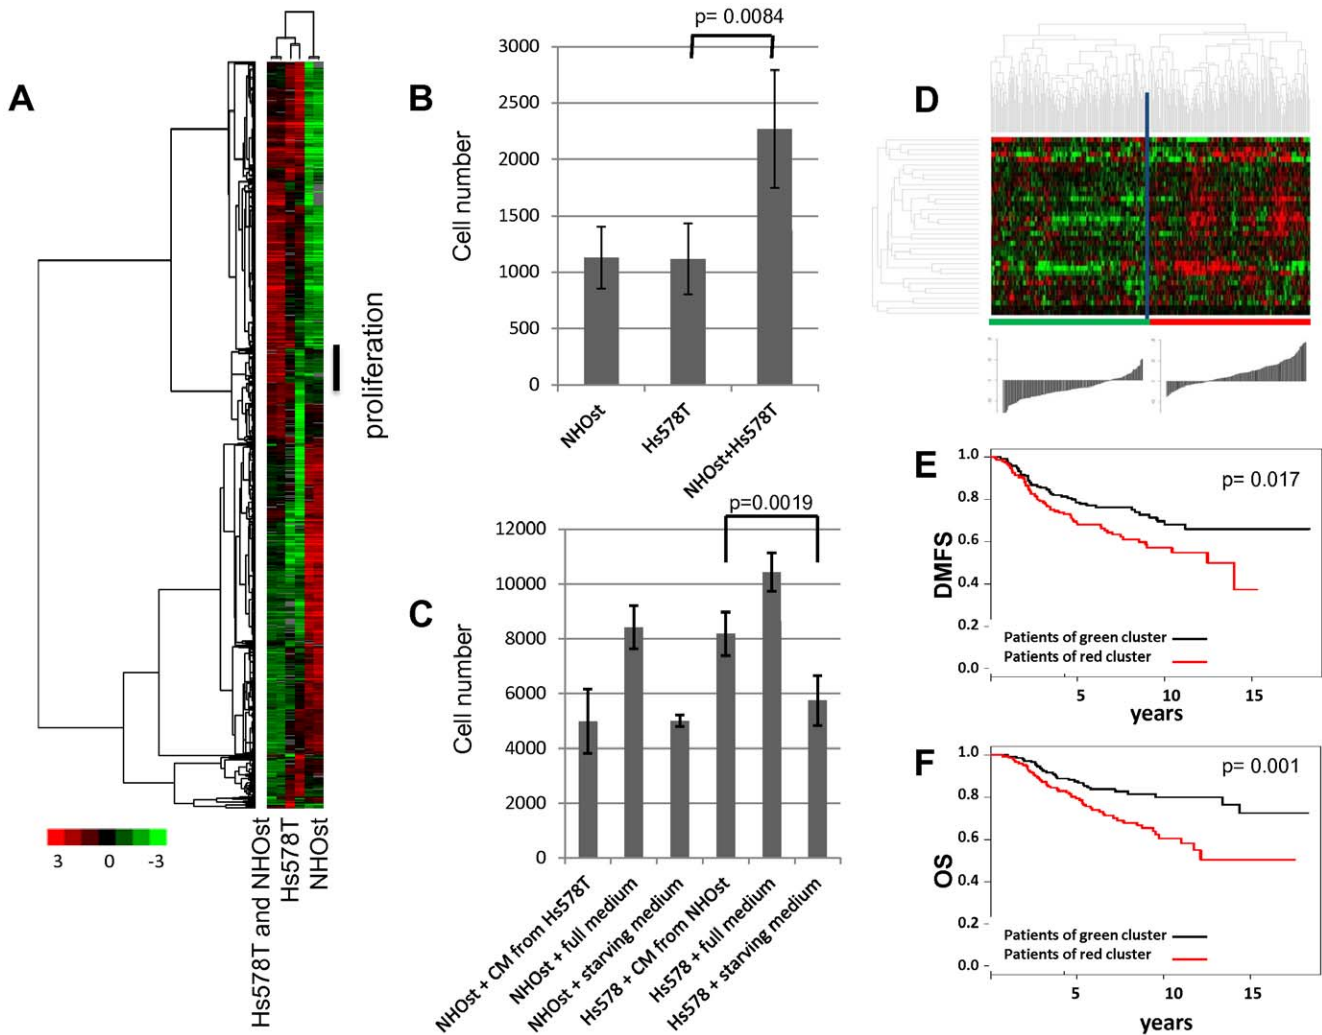 A
proliferation
3 0 -3
Hs578T and NHOst
Hs578T
NHOst
B
p= 0.0084
Cell number
3000
2500
2000
1500
1000
500
0
NHOst
Hs578T
NHOst+Hs578T
C
p=0.0019
Cell number
12000
10000
8000
6000
4000
2000
0
NHOst + CM from Hs578T
NHOst + full medium
NHOst + starving medium
Hs578 + CM from NHOst
Hs578 + full medium
Hs578 + starving medium
D
E
p= 0.017
DMFS
1.0
0.8
0.6
0.4
0.2
0.0
Patients of green cluster
Patients of red cluster
5 10 15
years
F
p= 0.001
OS
1.0
0.8
0.6
0.4
0.2
0.0
Patients of green cluster
Patients of red cluster
5 10 15
years